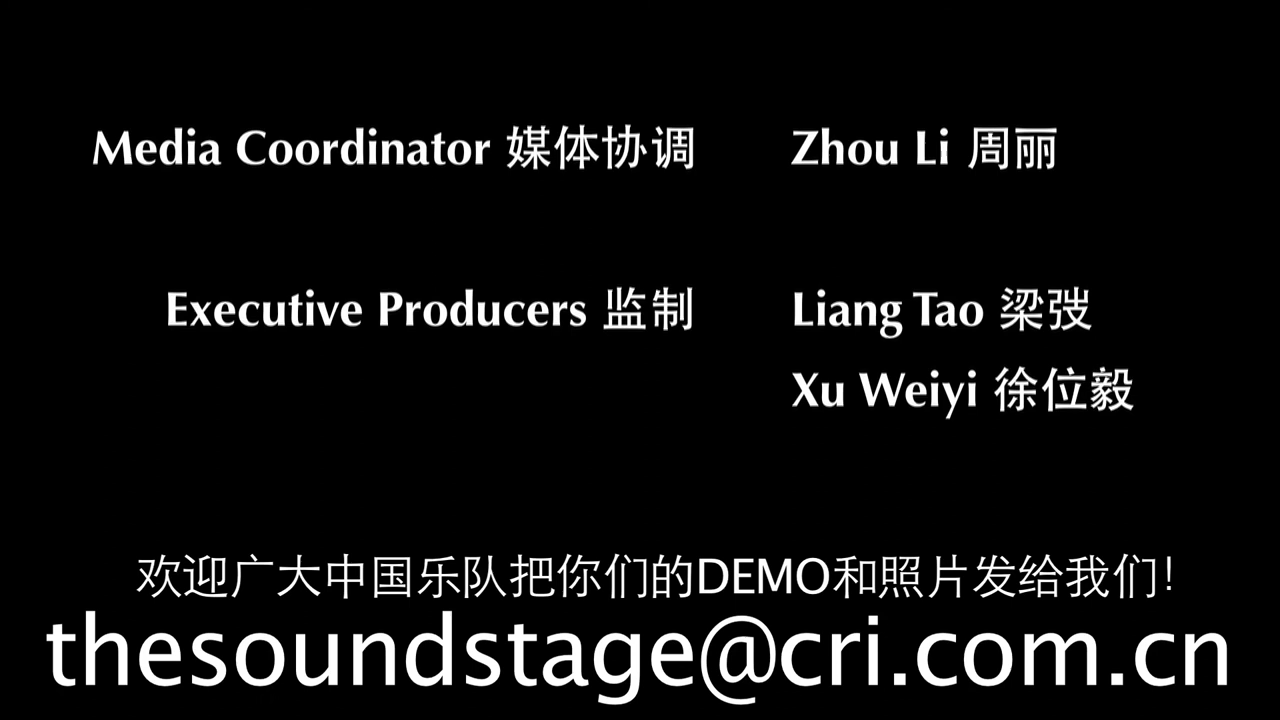 Media Coordinator 媒体协调 Zhou Li 周丽
Executive Producers 监制 Liang Tao 梁弢
Xu Weiyi 徐位毅
欢迎广大中国乐队把你们的DEMO和照片发给我们!
thesoundstage@cri.com.cn